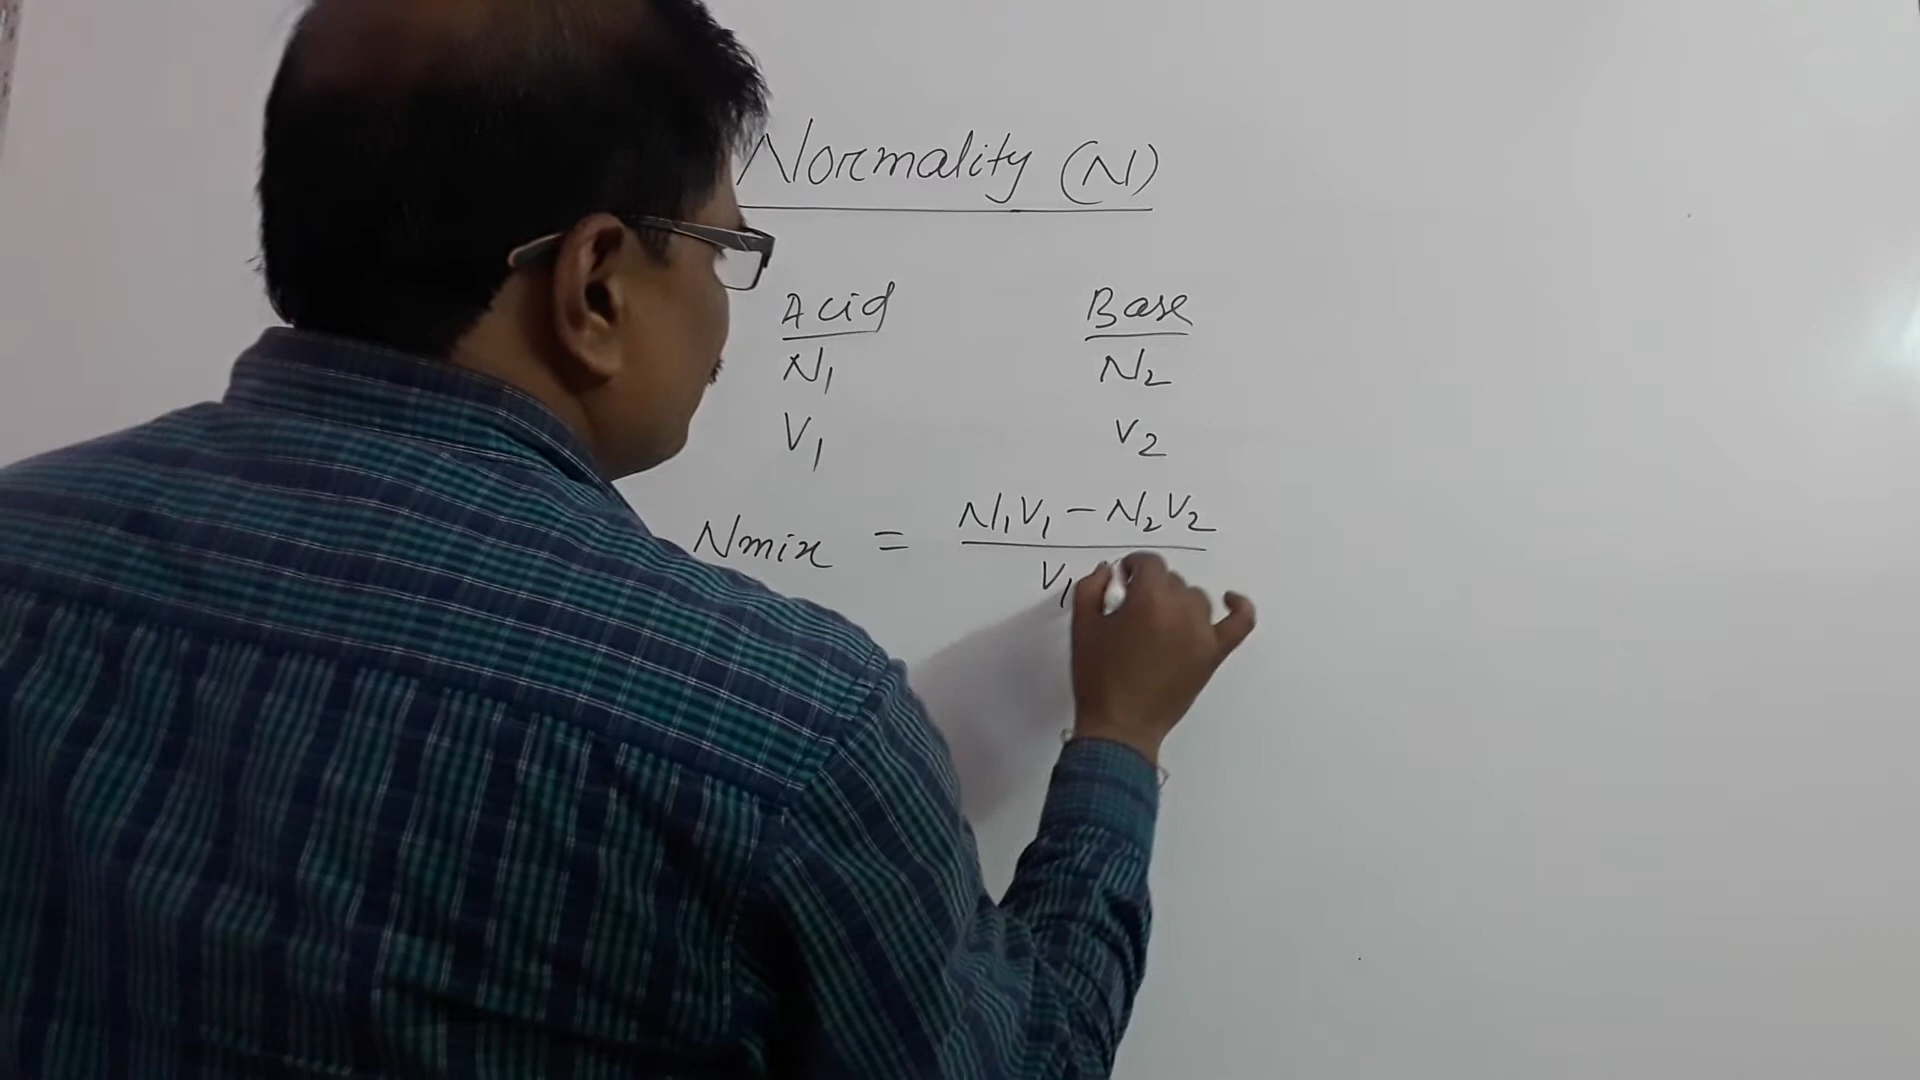 Normality (N)
Acid Base
N1 N2
V1 V2
Nmix = N1V1 - N2V2
V1